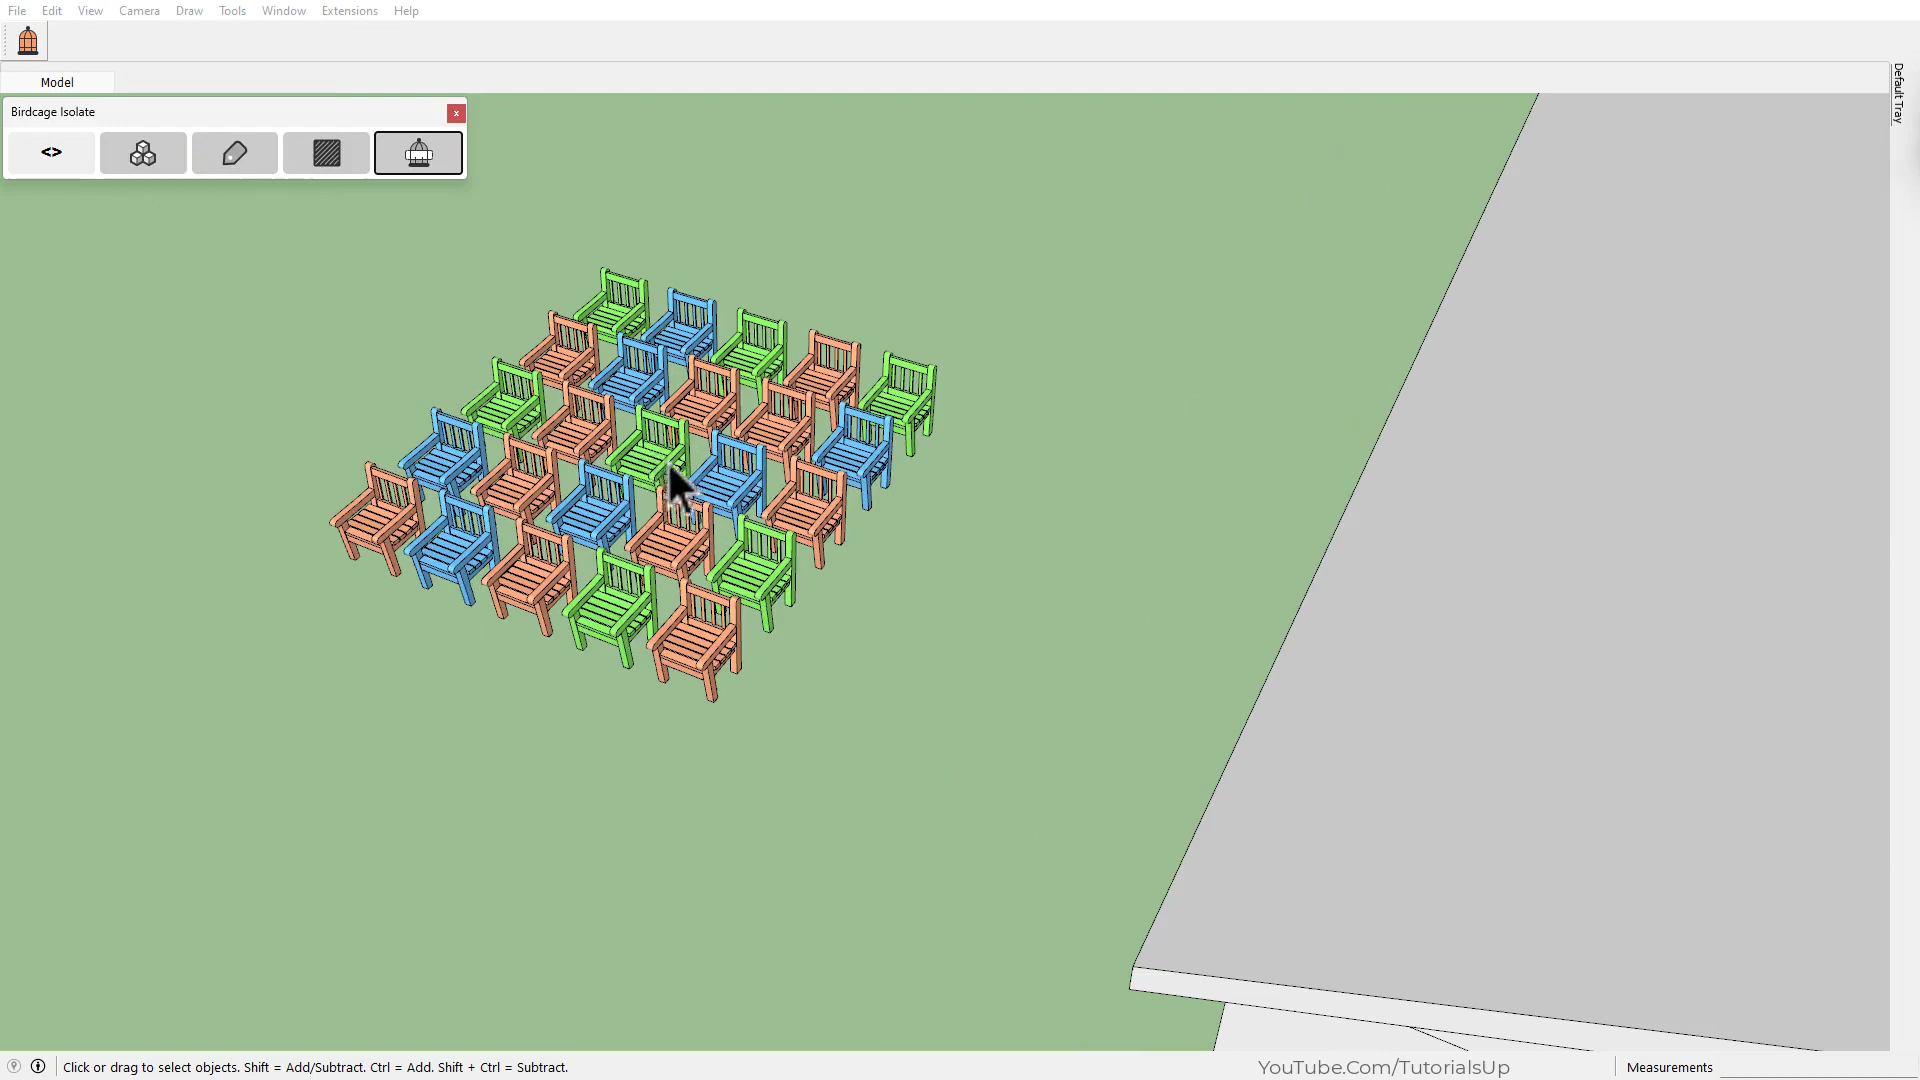 File Edit View Camera Draw Tools Window Extensions Help
Model
Default Tray
Birdcage Isolate
x
<>
Click or drag to select objects. Shift = Add/Subtract. Ctrl = Add. Shift + Ctrl = Subtract.
YouTube.Com/TutorialsUp
Measurements